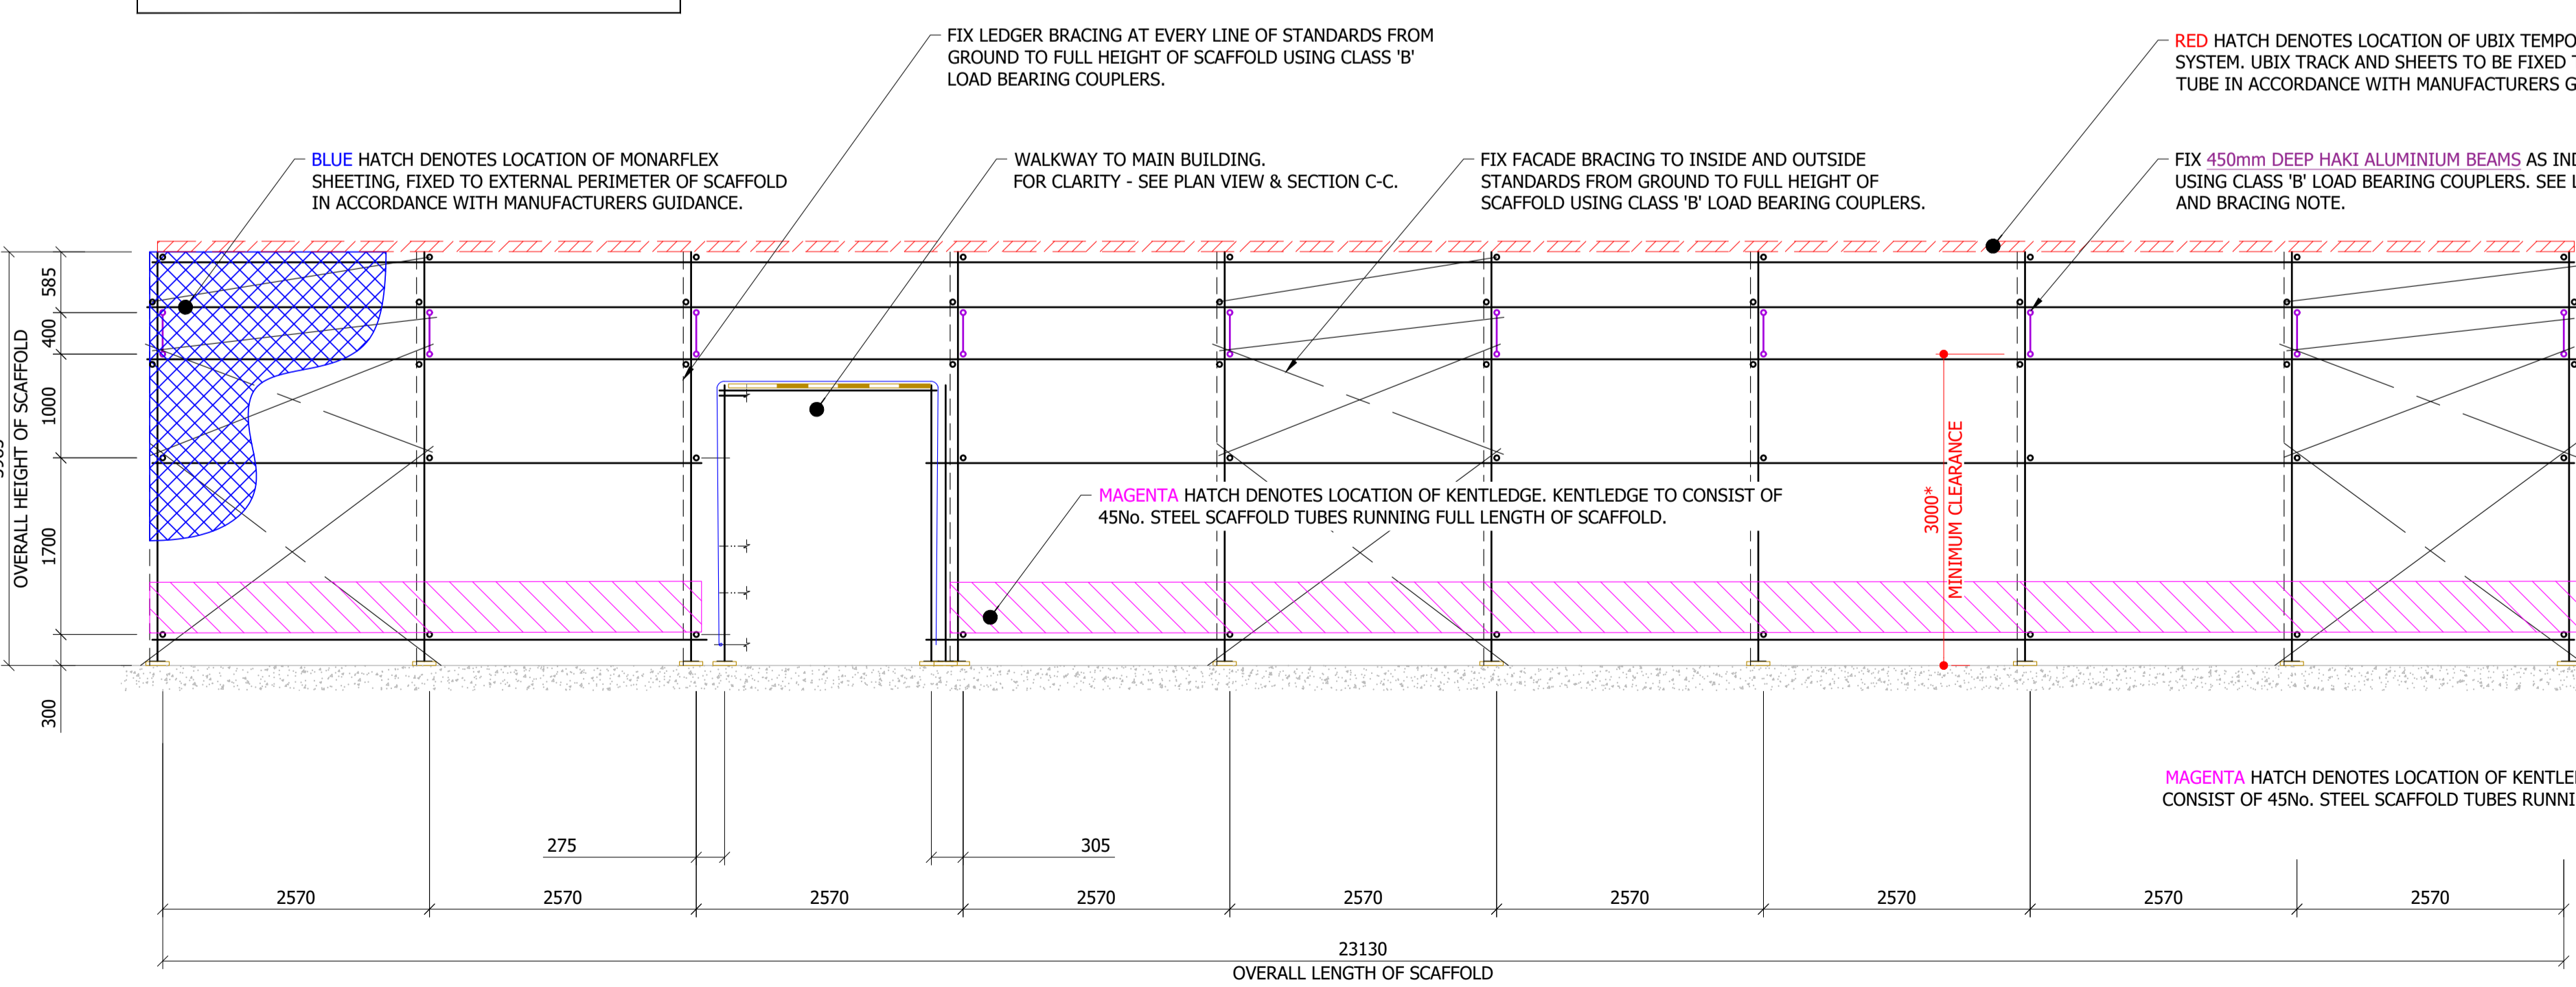 FIX LEDGER BRACING AT EVERY LINE OF STANDARDS FROM
GROUND TO FULL HEIGHT OF SCAFFOLD USING CLASS 'B'
LOAD BEARING COUPLERS.
RED HATCH DENOTES LOCATION OF UBIX
SYSTEM. UBIX TRACK AND SHEETS TO BE FIXED
TUBE IN ACCORDANCE WITH MANUFACTURERS
BLUE HATCH DENOTES LOCATION OF MONARFLEX
SHEETING, FIXED TO EXTERNAL PERIMETER OF SCAFFOLD
IN ACCORDANCE WITH MANUFACTURERS GUIDANCE.
WALKWAY TO MAIN BUILDING.
FOR CLARITY - SEE PLAN VIEW & SECTION C-C.
FIX FACADE BRACING TO INSIDE AND OUTSIDE
STANDARDS FROM GROUND TO FULL HEIGHT OF
SCAFFOLD USING CLASS 'B' LOAD BEARING COUPLERS.
FIX 450mm DEEP HAKI ALUMINIUM BEAMS AS
USING CLASS 'B' LOAD BEARING COUPLERS. SEE
AND BRACING NOTE.
OVERALL HEIGHT OF SCAFFOLD
585
400
1000
1700
300
MAGENTA HATCH DENOTES LOCATION OF KENTLEDGE. KENTLEDGE TO CONSIST OF
45No. STEEL SCAFFOLD TUBES RUNNING FULL LENGTH OF SCAFFOLD.
3000*
MINIMUM CLEARANCE
MAGENTA HATCH DENOTES LOCATION OF
CONSIST OF 45No. STEEL SCAFFOLD TUBES
275
305
2570
2570
2570
2570
2570
2570
2570
2570
2570
23130
OVERALL LENGTH OF SCAFFOLD